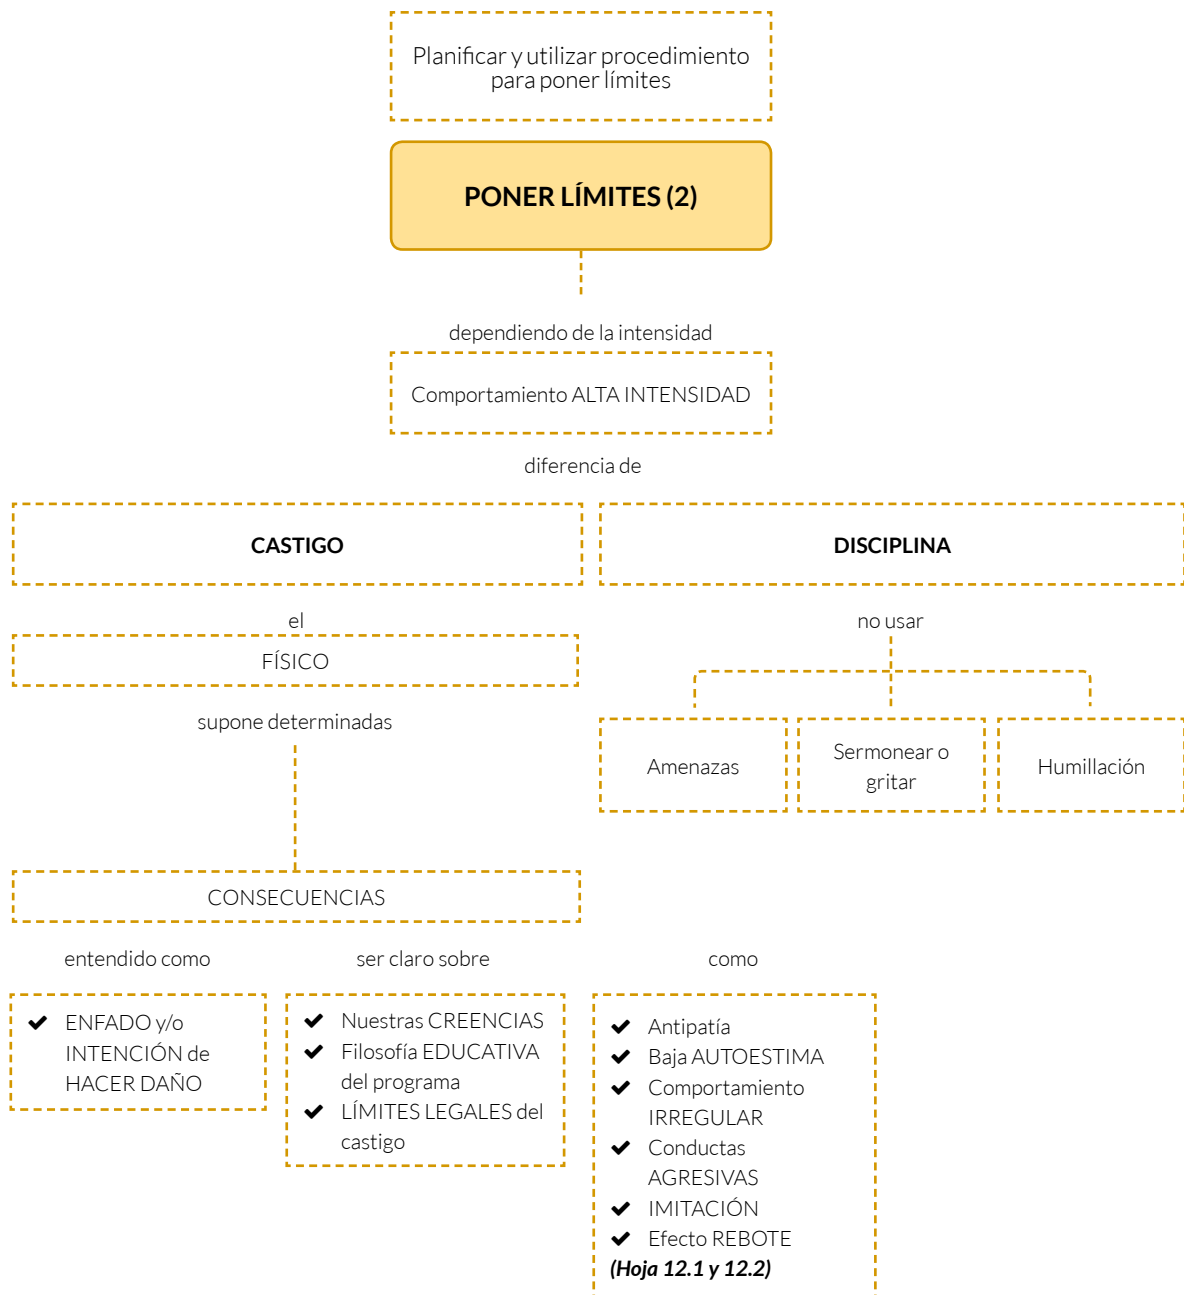 Planificar y utilizar procedimiento
para poner límites
PONER LÍMITES (2)
dependiendo de la intensidad
Comportamiento ALTA INTENSIDAD
diferencia de
CASTIGO
DISCIPLINA
el
no usar
FÍSICO
supone determinadas
Amenazas
Sermonear o
gritar
Humillación
CONSECUENCIAS
entendido como
ser claro sobre
como
✔ ENFADO y/o
INTENCIÓN de
HACER DAÑO
✔ Nuestras CREENCIAS
✔ Filosofía EDUCATIVA
del programa
✔ LÍMITES LEGALES del
castigo
✔ Antipatía
✔ Baja AUTOESTIMA
✔ Comportamiento
IRREGULAR
✔ Conductas
AGRESIVAS
✔ IMITACIÓN
✔ Efecto REBOTE
(Hoja 12.1 y 12.2)